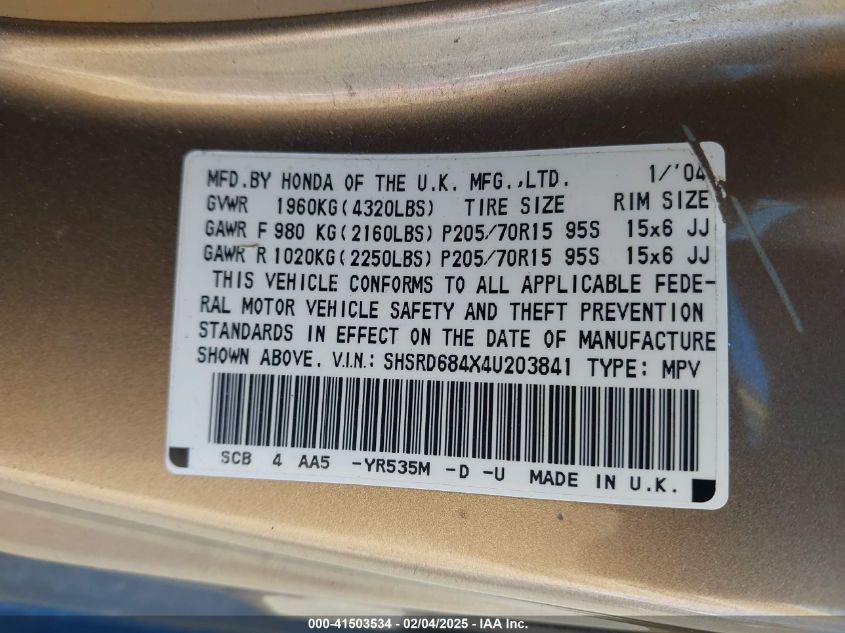 MFD.BY HONDA OF THE U.K. MFG.,LTD. 1/'04
GVWR 1960KG(4320LBS) TIRE SIZE RIM SIZE
GAWR F 980 KG(2160LBS) P205/70R15 95S 15x6 JJ
GAWR R 1020KG(2250LBS) P205/70R15 95S 15x6 JJ
THIS VEHICLE CONFORMS TO ALL APPLICABLE FEDE-
RAL MOTOR VEHICLE SAFETY AND THEFT PREVENTION
STANDARDS IN EFFECT ON THE DATE OF MANUFACTURE
SHOWN ABOVE. V.I.N.: SHSRD684X4U203841 TYPE: MPV
SCB 4 AA5 -YR535M -D -U MADE IN U.K.
000-41503534 - 02/04/2025 - IAA Inc.